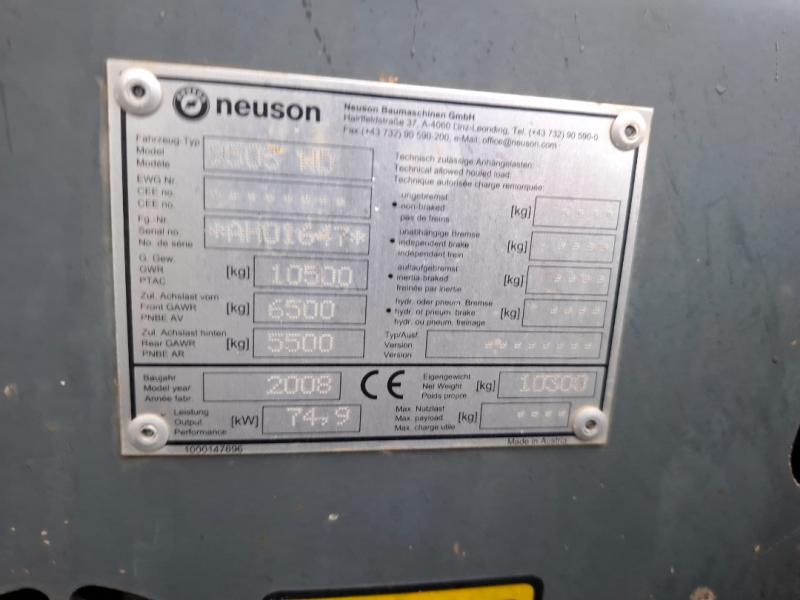 neuson
Neuson Baumaschinen GmbH
Haidfeldstraße 37, A-4060 Linz-Leonding, Tel. (+43 732) 90 590-0
Fax (+43 732) 90 590-200, e-Mail: office@neuson.com
Fahrzeug-Typ
Model
Modèle
9503 WD
EWG Nr.
CEE no.
CEE no.
*******
Fg.-Nr.
Serial no.
No. de série
*AH01647*
G. Gew.
GWR
PTAC
[kg]
10500
Zul. Achslast vorn
Front GAWR
PNBE AV
[kg]
6500
Zul. Achslast hinten
Rear GAWR
PNBE AR
[kg]
5500
Technisch zulässige Anhängelasten:
Technical allowed houled load:
Technique autorisée charge remorquée:
ungebremst
• non-braked
pas de freins
[kg]
****
unabhängige Bremse
• independent brake
independant frein
[kg]
****
auflaufgebremst
• inertia braked
freinée par inertie
[kg]
****
hydr. oder pneum. Bremse
• hydr. or pneum. brake
hydr. ou pneum. freinage
[kg]
****
Typ/Ausf.
Version
Version
*******
Baujahr
Model year
Année fabr.
2008
CE
Eigengewicht
Net Weight
Poids propre
[kg]
10300
Leistung
Output
Performance
[kW]
74,9
Max. Nutzlast
Max. payload
Max. charge utile
[kg]
****
1000147696
Made in Austria